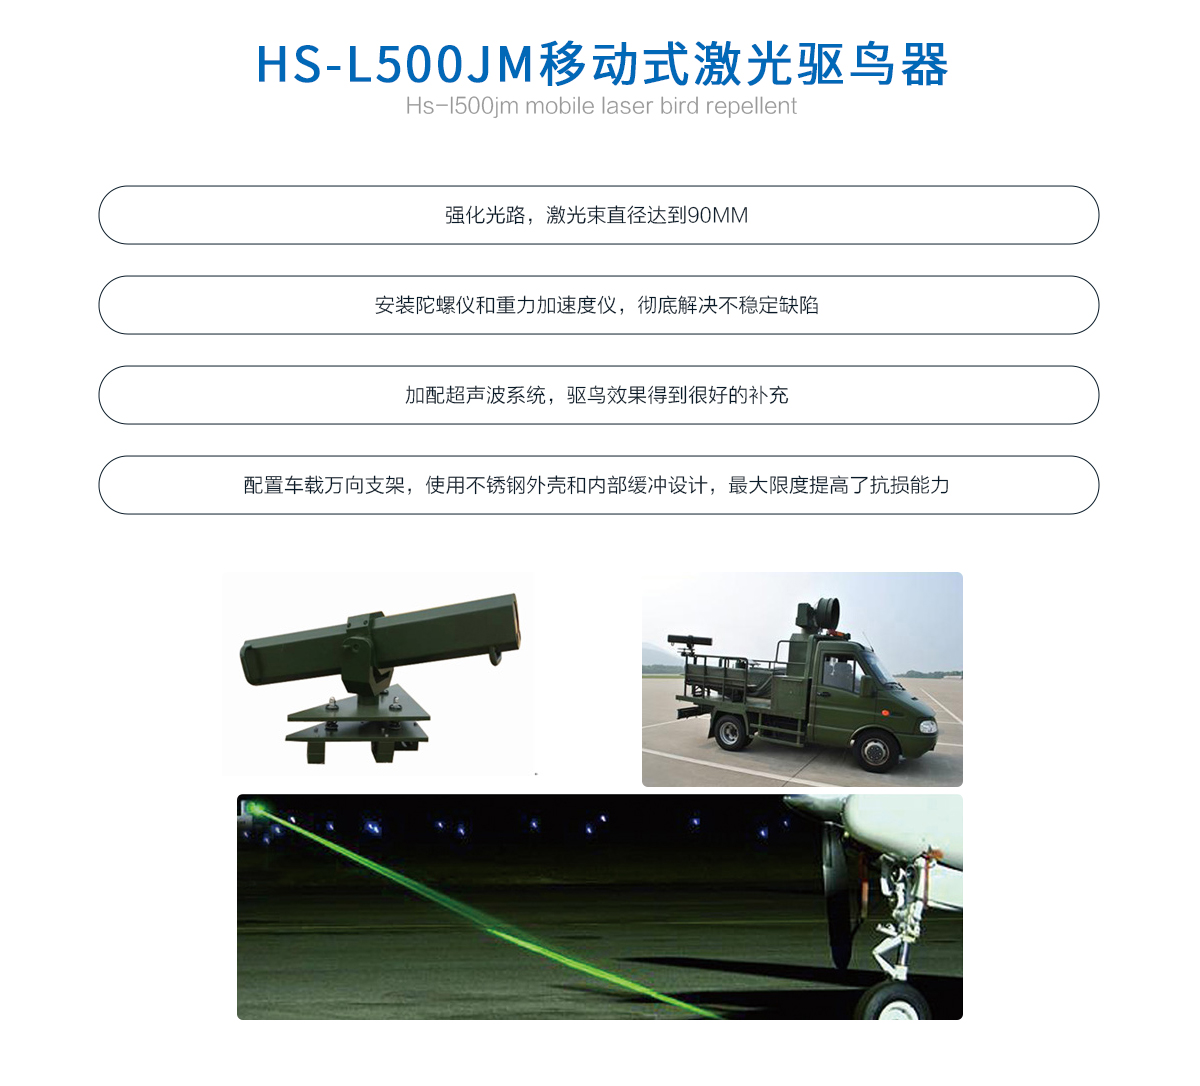 HS-L500JM移动式激光驱鸟器
Hs-l500jm mobile laser bird repellent
强化光路，激光束直径达到90MM
安装陀螺仪和重力加速度仪，彻底解决不稳定缺陷
加配超声波系统，驱鸟效果得到很好的补充
配置车载万向支架，使用不锈钢外壳和内部缓冲设计，最大限度提高了抗损能力